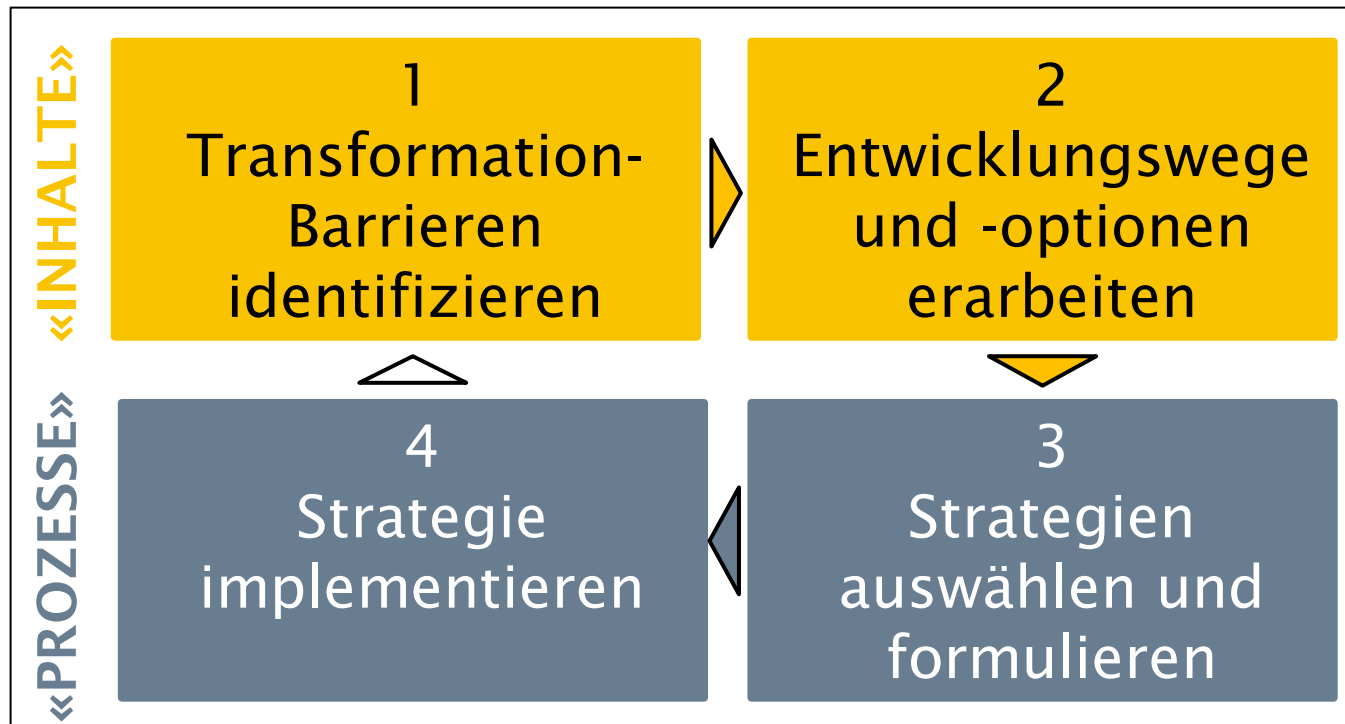 «INHALTE»
1
Transformation-
Barrieren
identifizieren
2
Entwicklungswege
und -optionen
erarbeiten
«PROZESSE»
4
Strategie
implementieren
3
Strategien
auswählen und
formulieren